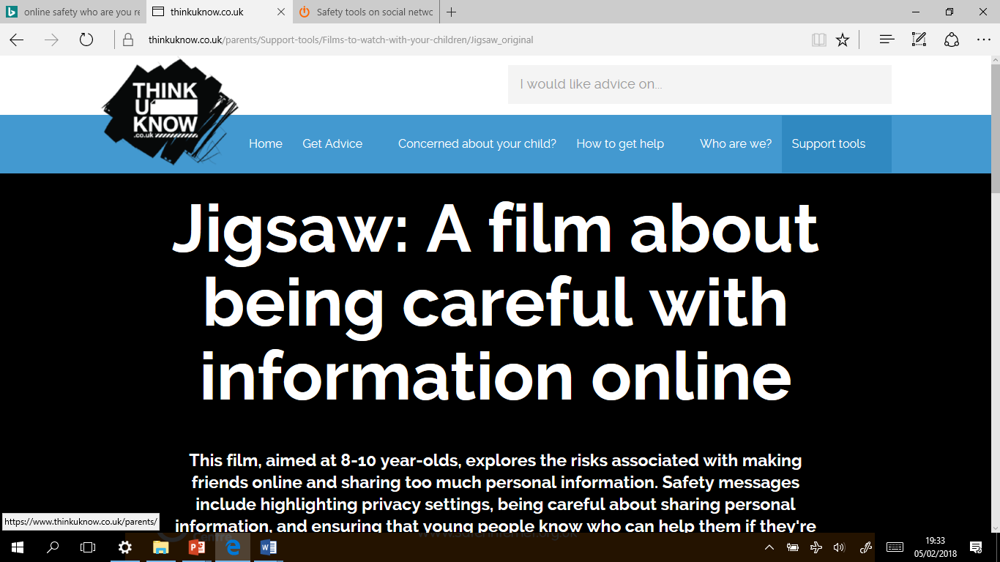 online safety who are you re
thinkuknow.co.uk
Safety tools on social netwo
thinkuknow.co.uk/parents/Support-tools/Films-to-watch-with-your-children/Jigsaw_original
THINK
U
KNOW
.co.uk
I would like advice on...
Home
Get Advice
Concerned about your child?
How to get help
Who are we?
Support tools
Jigsaw: A film about
being careful with
information online
This film, aimed at 8-10 year-olds, explores the risks associated with making
friends online and sharing too much personal information. Safety messages
include highlighting privacy settings, being careful about sharing personal
information, and ensuring that young people know who can help them if they're
https://www.thinkuknow.co.uk/parents/
Centre
www.saferinternet.org.uk
19:33
05/02/2018